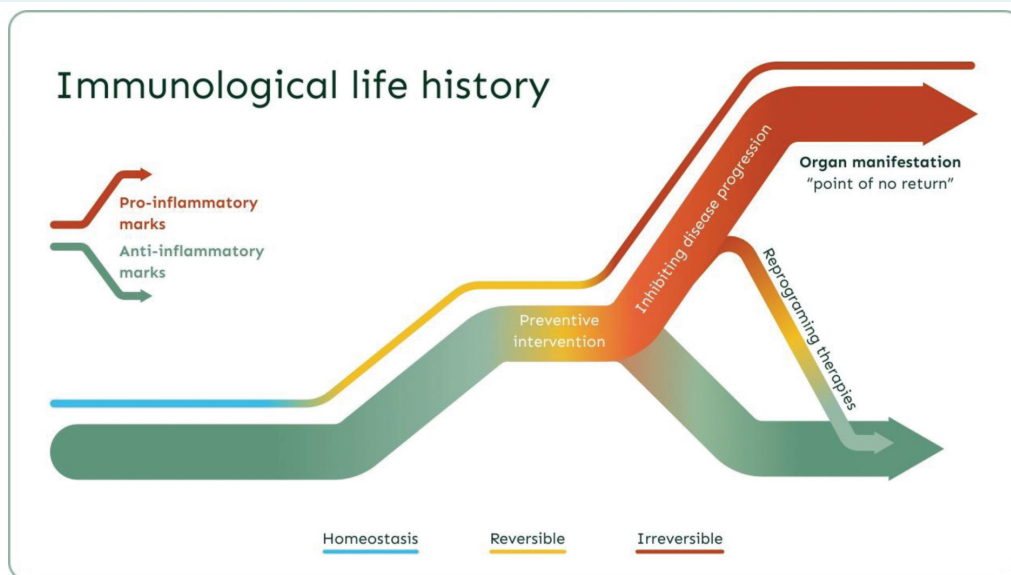 Immunological life history
Pro-inflammatory
marks
Anti-inflammatory
marks
Preventive
intervention
Inhibiting disease progression
Organ manifestation
“point of no return”
Reprograming therapies
Homeostasis
Reversible
Irreversible